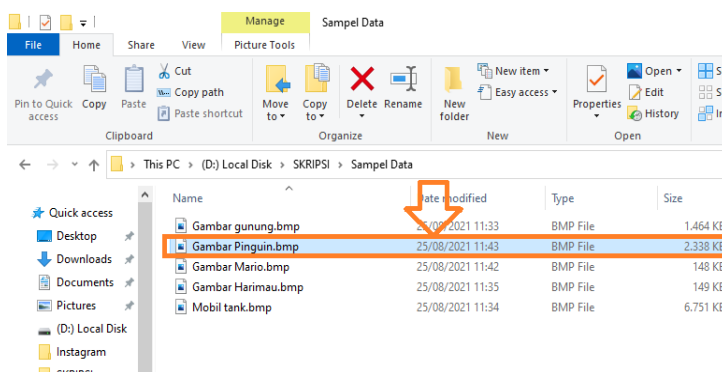 Manage Sampel Data
File Home Share View Picture Tools
Pin to Quick access
Copy
Paste
Cut
Copy path
Paste shortcut
Clipboard
Move to
Copy to
Delete
Rename
Organize
New folder
New item
Easy access
New
Properties
Open
Edit
History
Open
This PC > (D:) Local Disk > SKRIPSI > Sampel Data
Quick access
Desktop
Downloads
Documents
Pictures
(D:) Local Disk
Instagram
Name Date modified Type Size
Gambar gunung.bmp 25/08/2021 11:33 BMP File 1.464 KB
Gambar Pinguin.bmp 25/08/2021 11:43 BMP File 2.338 KB
Gambar Mario.bmp 25/08/2021 11:42 BMP File 148 KB
Gambar Harimau.bmp 25/08/2021 11:35 BMP File 149 KB
Mobil tank.bmp 25/08/2021 11:34 BMP File 6.751 KB